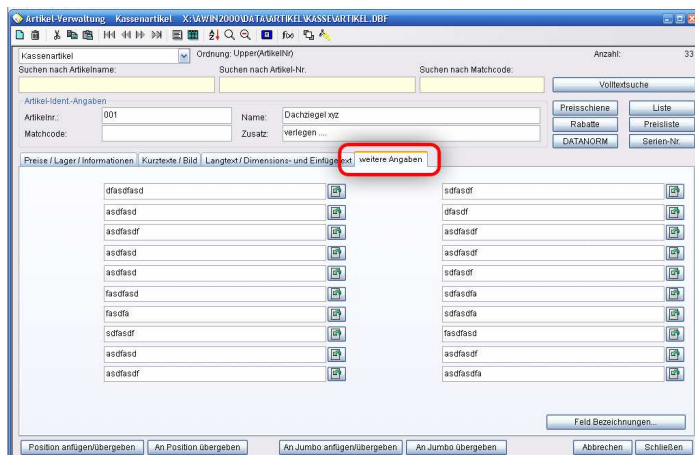 Artikel-Verwaltung Kassenartikel X:\AWIN2000\DATA\ARTIKEL\KASSE\ARTIKEL.DBF
f(x)
Kassenartikel Ordnung: Upper(ArtikelNr) Anzahl: 33
Suchen nach Artikelname: Suchen nach Artikel-Nr. Suchen nach Matchcode:
Volltextsuche
Artikel-Ident.-Angaben
Artikelnr.: 001 Name: Dachziegel xyz
Matchcode: Zusatz: verlegen ....
Preisschiene Liste
Rabatte Preisliste
DATANORM Serien-Nr.
Preise / Lager / Informationen Kurztexte / Bild Langtext / Dimensions- und Einfügetext weitere Angaben
dfasdfasd sdfasdf
asdfasd dfasdf
asdfasdf asdfasdf
asdfasd asdfasdf
asdfasd sdfasdf
fasdfasd sdfasdfa
fasdfa sdfasdfa
sdfasdf fasdfasd
asdfasd asdfasdf
asdfasdf asdfasdfa
Feld Bezeichnungen...
Position anfügen/übergeben An Position übergeben An Jumbo anfügen/übergeben An Jumbo übergeben Abbrechen Schließen